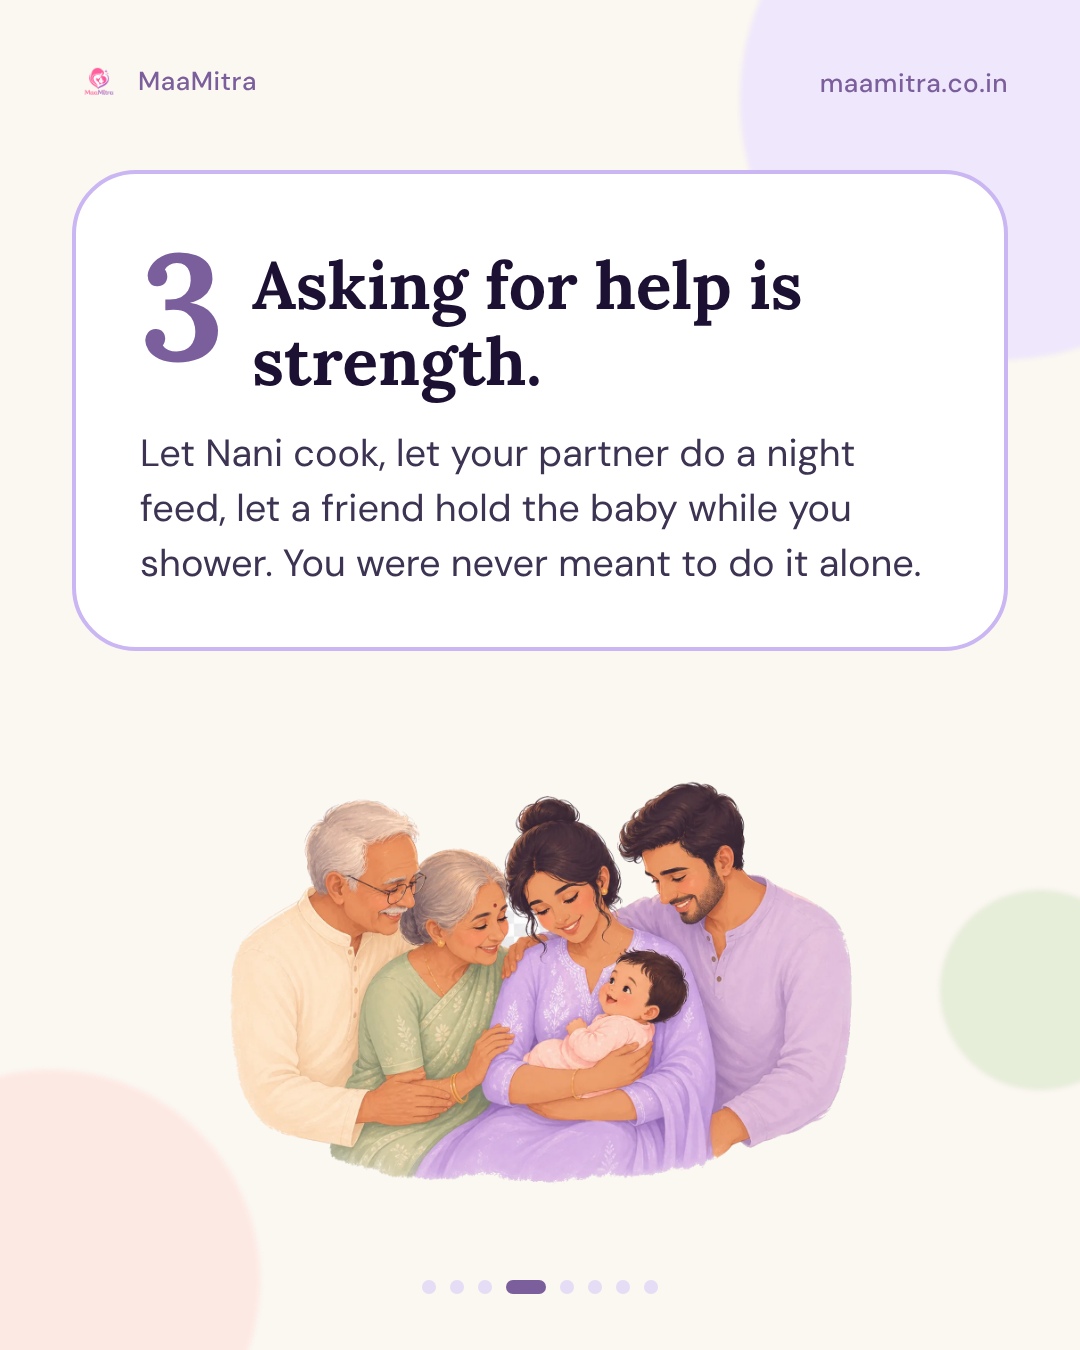 MaaMitra
MaaMitra
maamitra.co.in
3
Asking for help is
strength.
Let Nani cook, let your partner do a night
feed, let a friend hold the baby while you
shower. You were never meant to do it alone.